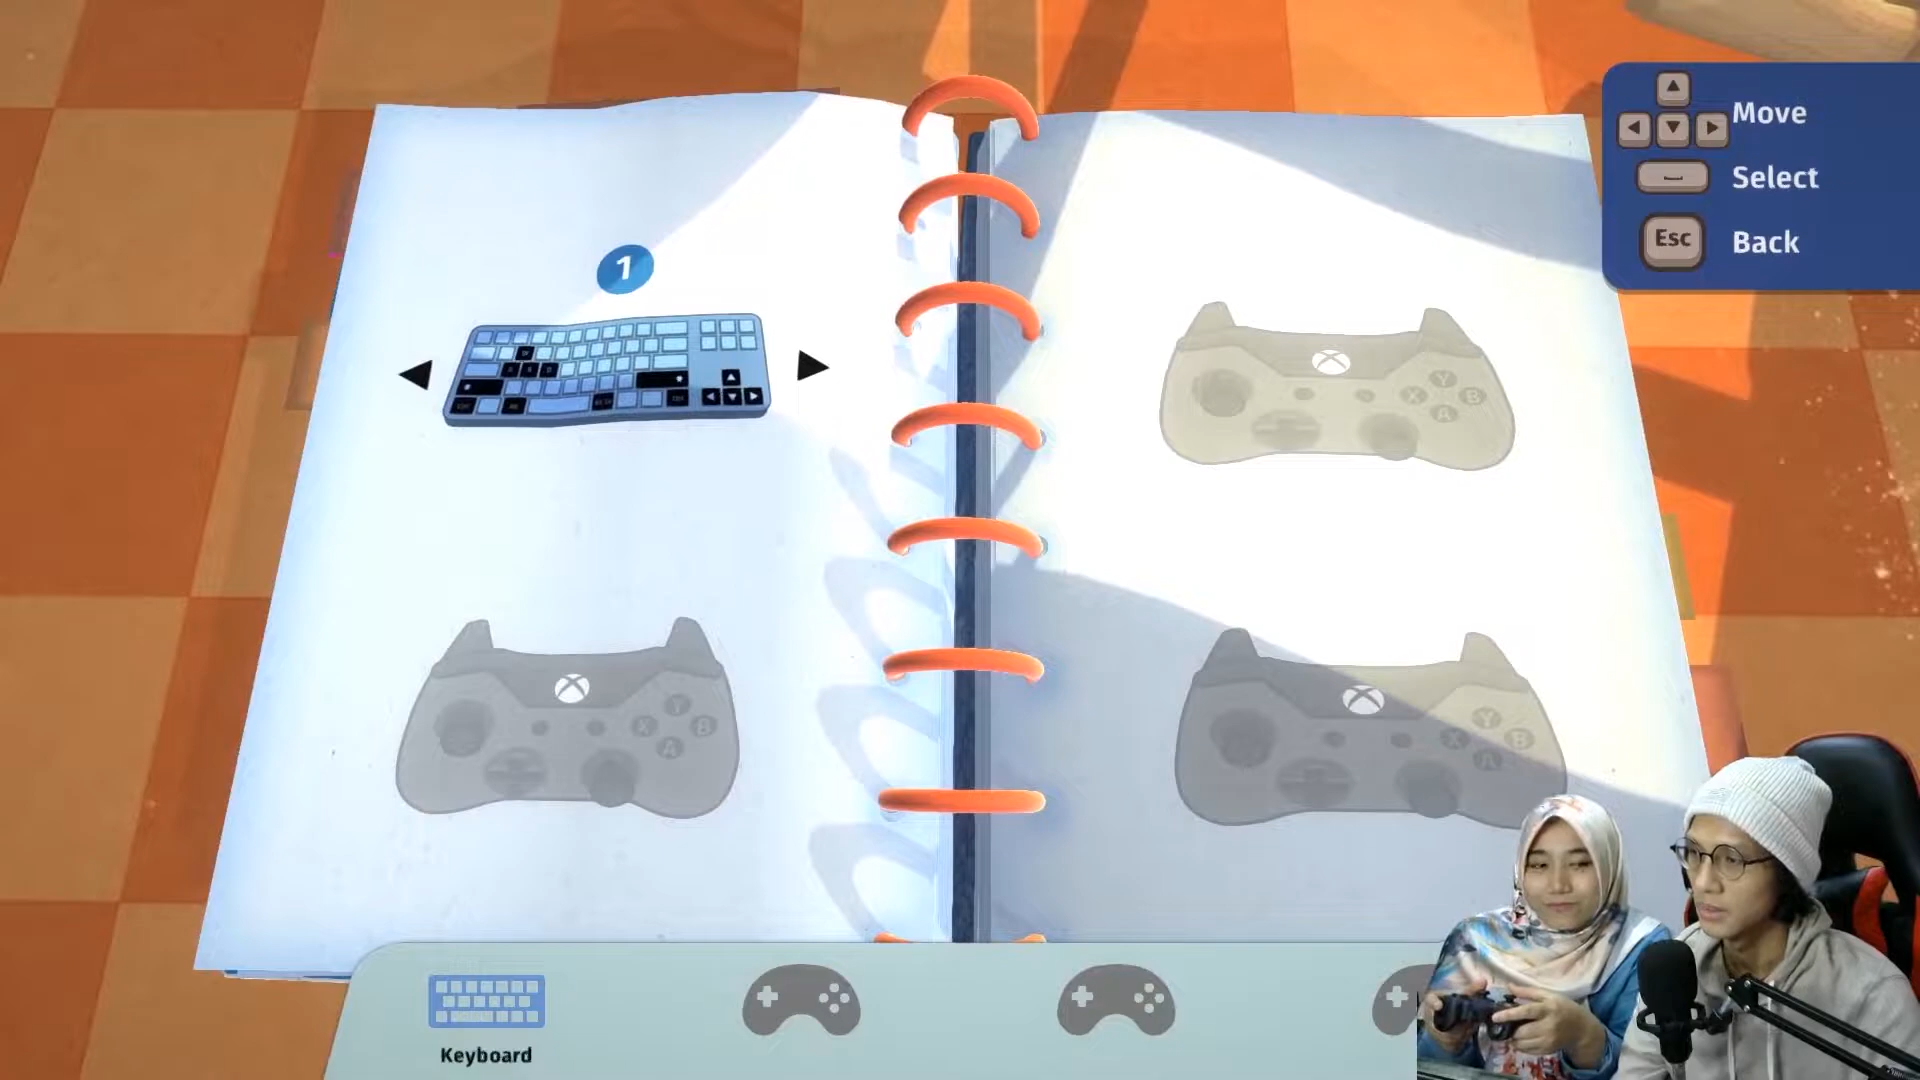 Move
Select
Esc Back
1
Y
X B
A
Y
X B
A
Y
X B
A
Keyboard